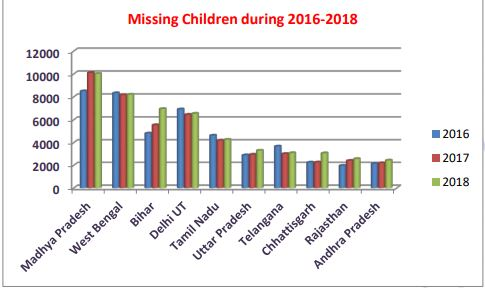 Missing Children during 2016-2018
12000
10000
8000
6000
4000
2000
0
Madhya Pradesh
West Bengal
Bihar
Delhi UT
Tamil Nadu
Uttar Pradesh
Telangana
Chhattisgarh
Rajasthan
Andhra Pradesh
2016
2017
2018